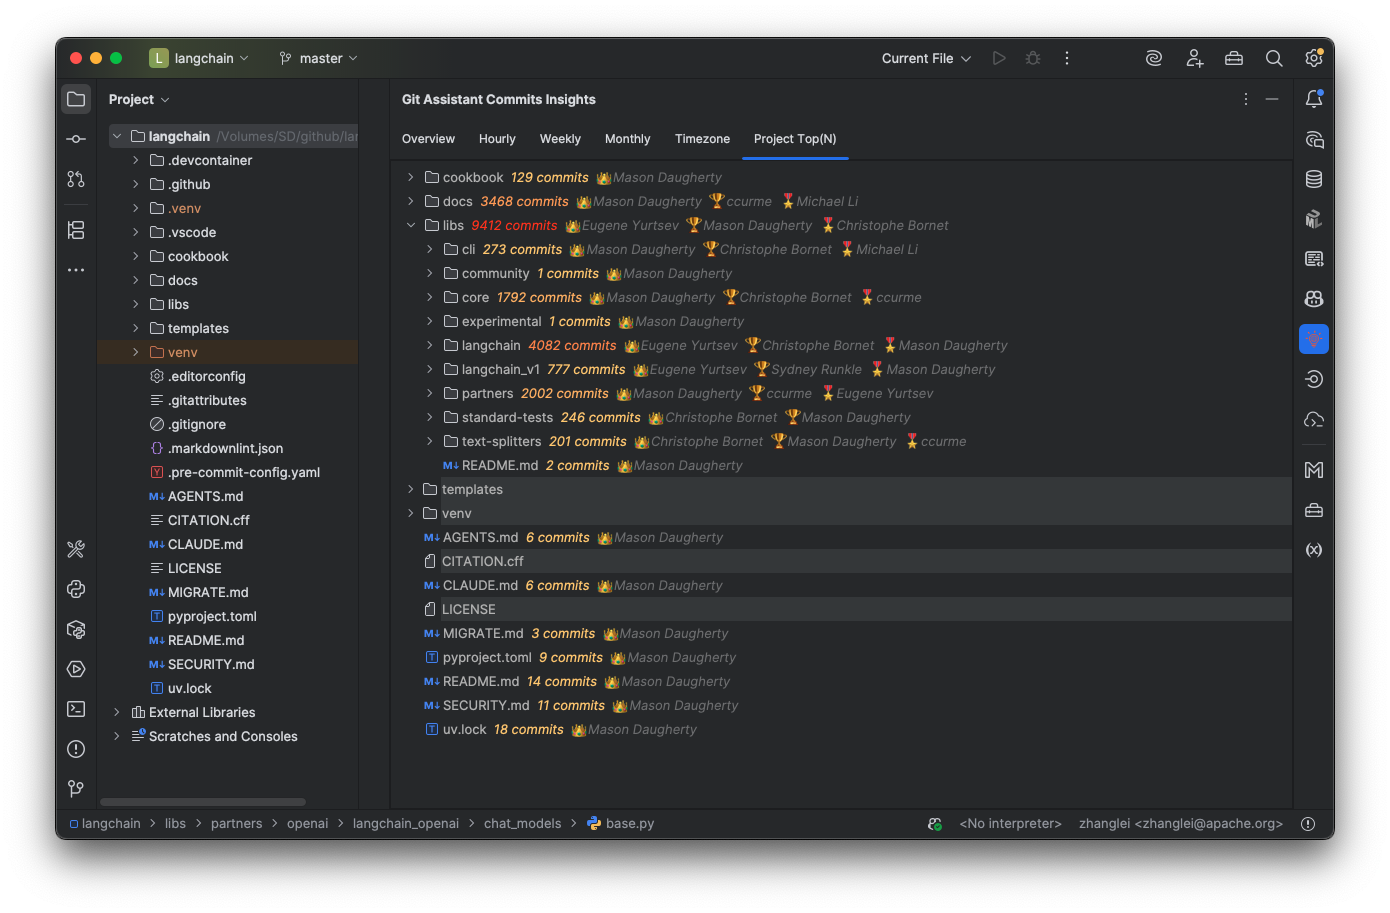 L langchain master Current File
Project
langchain /Volumes/SD/github/lar
.devcontainer
.github
.venv
.vscode
cookbook
docs
libs
templates
venv
.editorconfig
.gitattributes
.gitignore
.markdownlint.json
.pre-commit-config.yaml
AGENTS.md
CITATION.cff
CLAUDE.md
LICENSE
MIGRATE.md
pyproject.toml
README.md
SECURITY.md
uv.lock
External Libraries
Scratches and Consoles
Git Assistant Commits Insights
Overview Hourly Weekly Monthly Timezone Project Top(N)
cookbook 129 commits Mason Daugherty
docs 3468 commits Mason Daugherty ccurme Michael Li
libs 9412 commits Eugene Yurtsev Mason Daugherty Christophe Bornet
cli 273 commits Mason Daugherty Christophe Bornet Michael Li
community 1 commits Mason Daugherty
core 1792 commits Mason Daugherty Christophe Bornet ccurme
experimental 1 commits Mason Daugherty
langchain 4082 commits Eugene Yurtsev Christophe Bornet Mason Daugherty
langchain_v1 777 commits Eugene Yurtsev Sydney Runkle Mason Daugherty
partners 2002 commits Mason Daugherty ccurme Eugene Yurtsev
standard-tests 246 commits Christophe Bornet Mason Daugherty
text-splitters 201 commits Christophe Bornet Mason Daugherty ccurme
M↓ README.md 2 commits Mason Daugherty
templates
venv
M↓ AGENTS.md 6 commits Mason Daugherty
CITATION.cff
M↓ CLAUDE.md 6 commits Mason Daugherty
LICENSE
M↓ MIGRATE.md 3 commits Mason Daugherty
T pyproject.toml 9 commits Mason Daugherty
M↓ README.md 14 commits Mason Daugherty
M↓ SECURITY.md 11 commits Mason Daugherty
T uv.lock 18 commits Mason Daugherty
langchain > libs > partners > openai > langchain_openai > chat_models > base.py <No interpreter> zhanglei <zhanglei@apache.org>